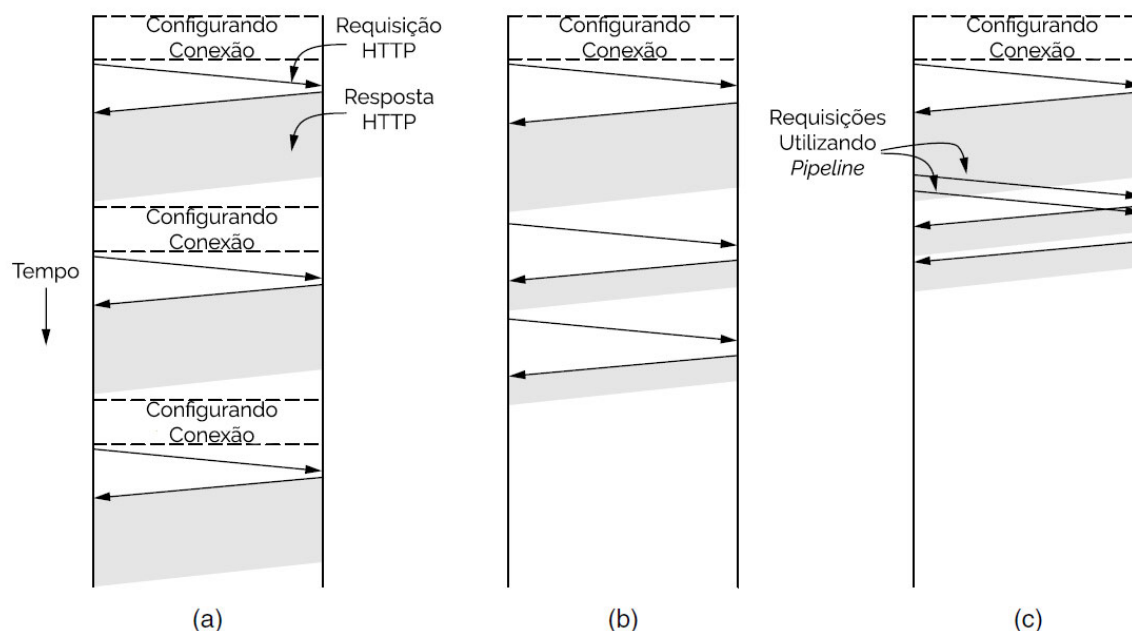 Configurando
Conexão
Requisição
HTTP
Resposta
HTTP
Configurando
Conexão
Tempo
Configurando
Conexão
(a)
Configurando
Conexão
(b)
Configurando
Conexão
Requisições
Utilizando
Pipeline
(c)